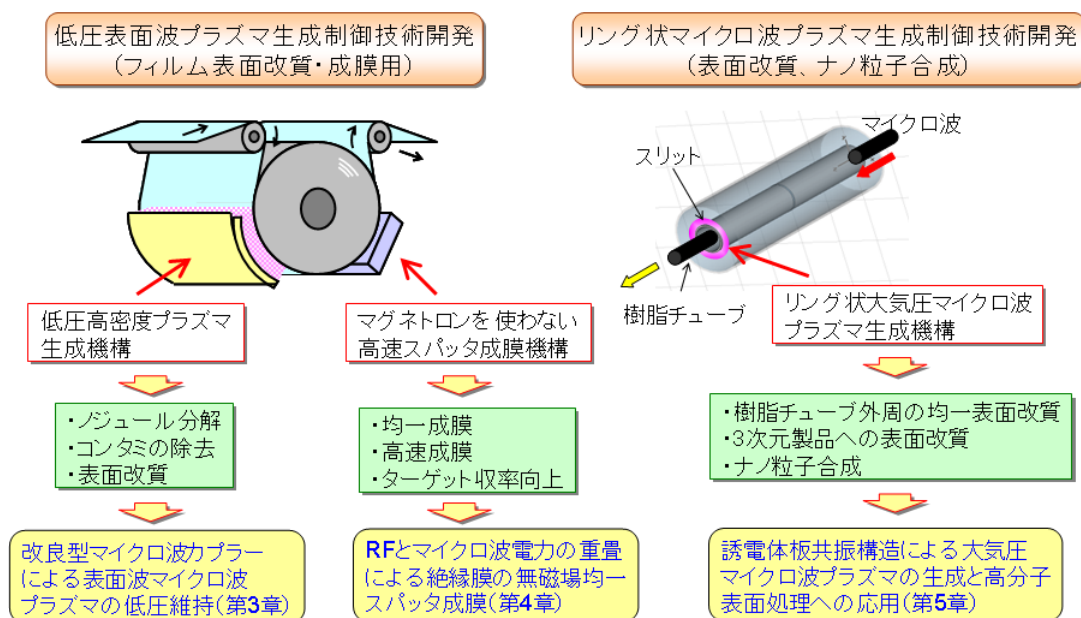 低圧表面波プラズマ生成制御技術開発
(フィルム表面改質・成膜用)
リング状マイクロ波プラズマ生成制御技術開発
(表面改質、ナノ粒子合成)
マイクロ波
スリット
樹脂チューブ
低圧高密度プラズマ
生成機構
マグネトロンを使わない
高速スパッタ成膜機構
リング状大気圧マイクロ波
プラズマ生成機構
・ノジュール分解
・コンタミの除去
・表面改質
・均一成膜
・高速成膜
・ターゲット収率向上
・樹脂チューブ外周の均一表面改質
・3次元製品への表面改質
・ナノ粒子合成
改良型マイクロ波カプラー
による表面波マイクロ波
プラズマの低圧維持(第3章)
RFとマイクロ波電力の重畳
による絶縁膜の無磁場均一
スパッタ成膜(第4章)
誘電体板共振構造による大気圧
マイクロ波プラズマの生成と高分子
表面処理への応用(第5章)